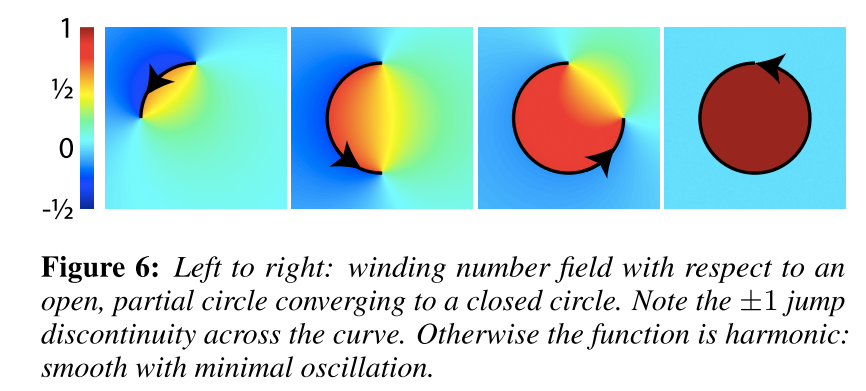 1
½
0
-½
Figure 6: Left to right: winding number field with respect to an
open, partial circle converging to a closed circle. Note the ±1 jump
discontinuity across the curve. Otherwise the function is harmonic:
smooth with minimal oscillation.